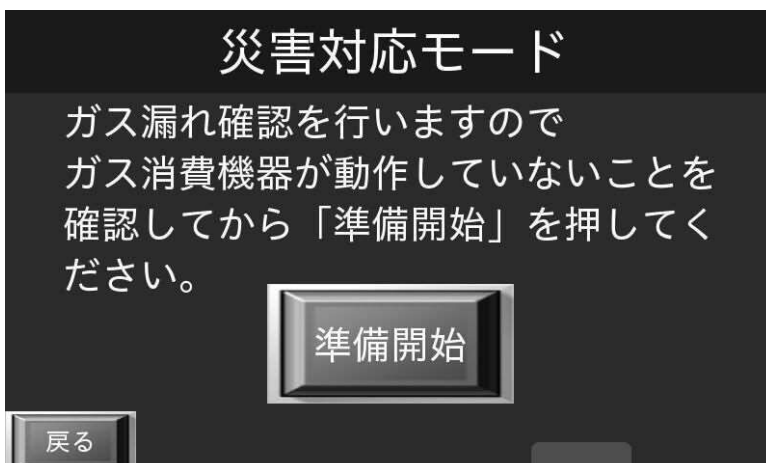 災害対応モード
ガス漏れ確認を行いますので
ガス消費機器が動作していないことを
確認してから「準備開始」を押してく
ださい。
準備開始
戻る